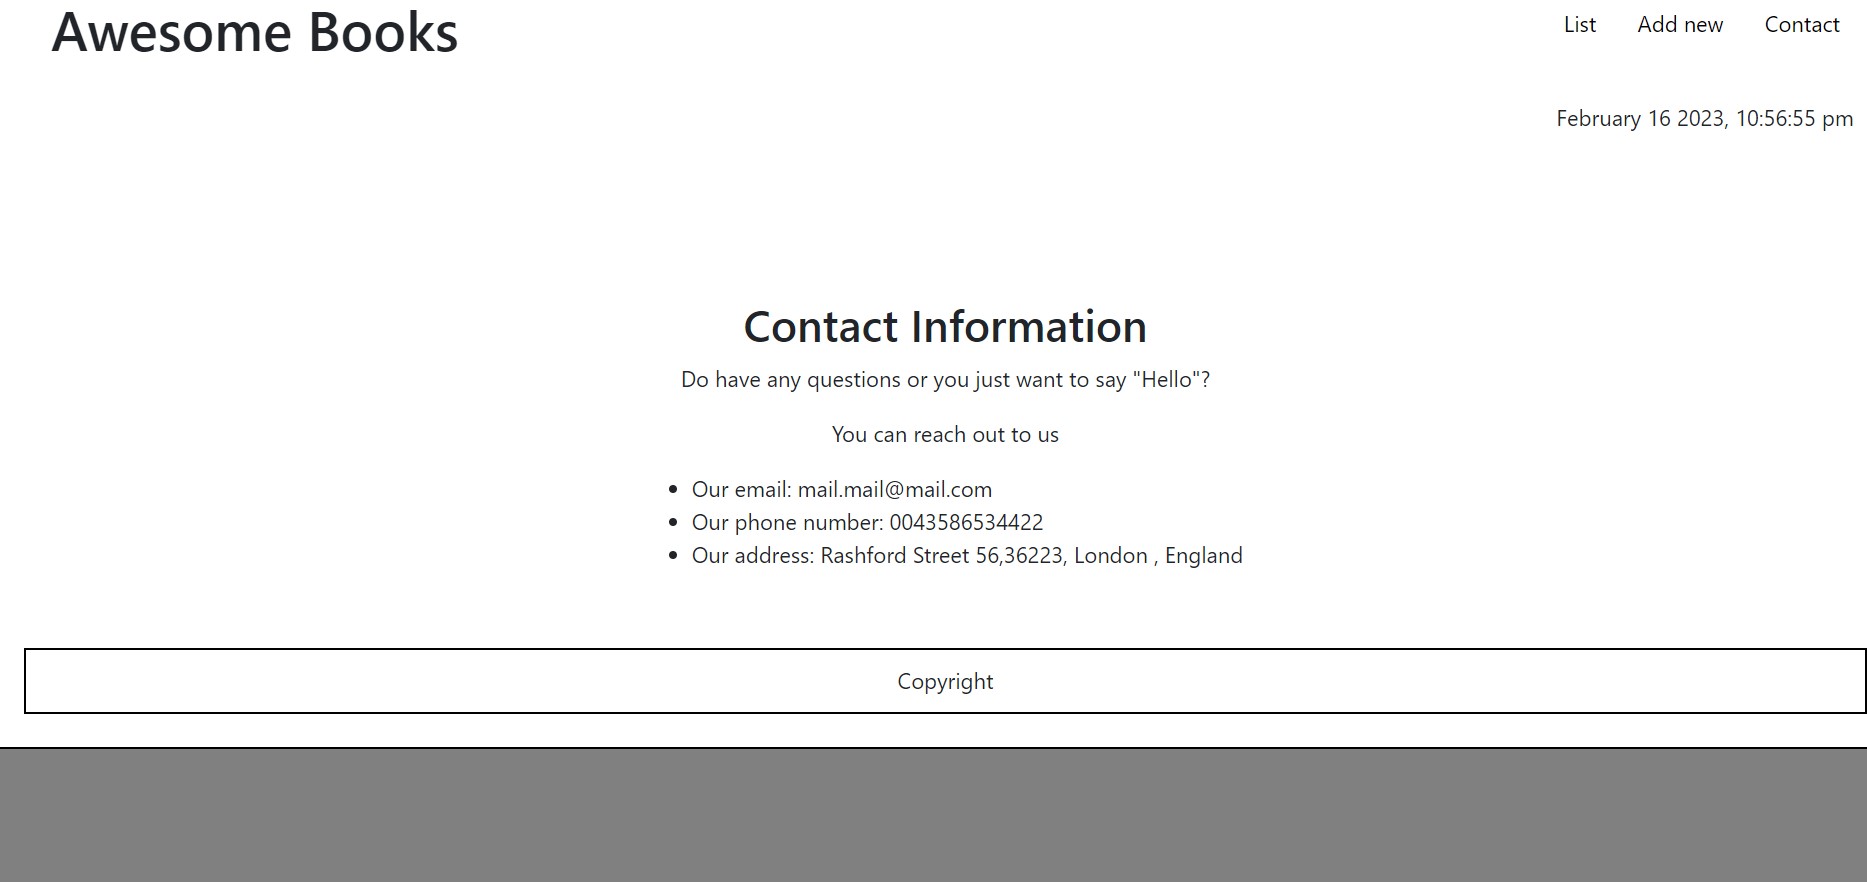 Awesome Books
List Add new Contact
February 16 2023, 10:56:55 pm
Contact Information
Do have any questions or you just want to say "Hello"?
You can reach out to us
Our email: mail.mail@mail.com
Our phone number: 0043586534422
Our address: Rashford Street 56,36223, London , England
Copyright